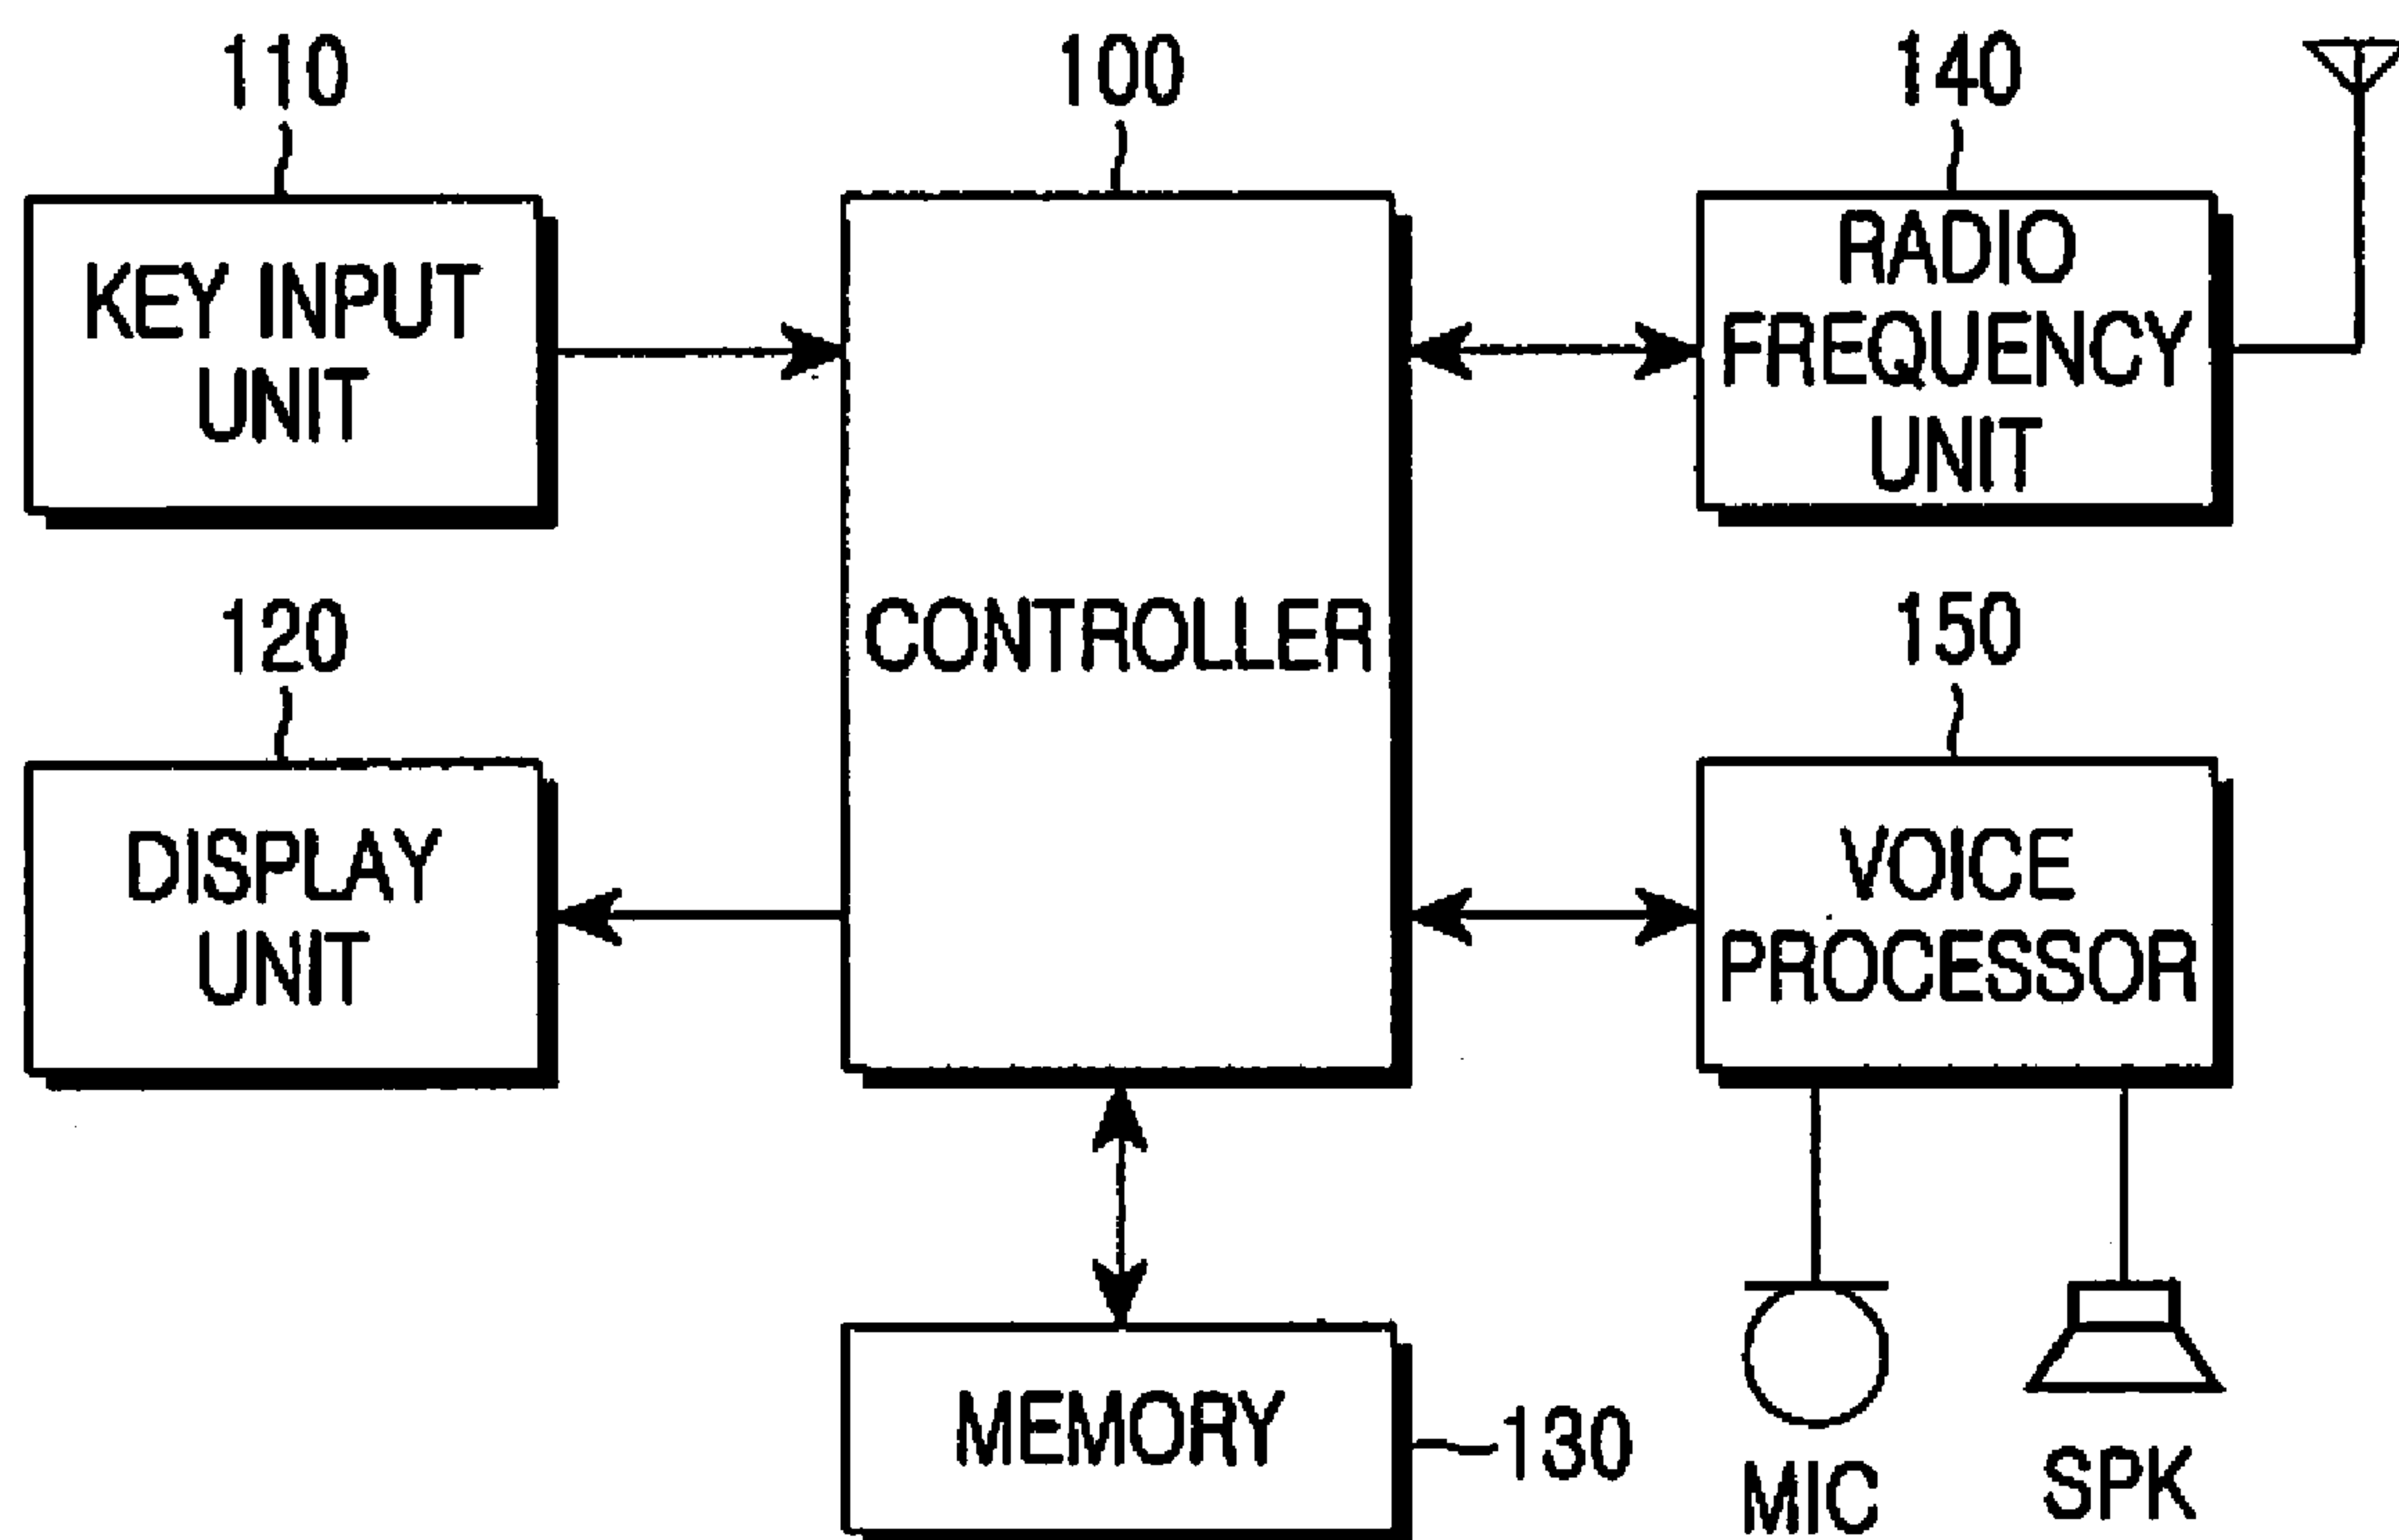 110
100
140
KEY INPUT
UNIT
RADIO
FREQUENCY
UNIT
CONTROLLER
120
150
DISPLAY
UNIT
VOICE
PROCESSOR
MEMORY
130
MIC
SPK